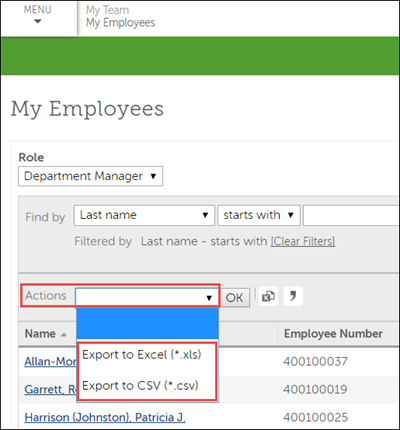 MENU
My Team
My Employees
My Employees
Role
Department Manager
Find by Last name starts with
Filtered by Last name - starts with [Clear Filters]
Actions OK
Name Employee Number
Export to Excel (*.xls)
Allan-Mor 400100037
Export to CSV (*.csv)
Garrett, Ro 400100019
Harrison (Johnston), Patricia J. 400100025